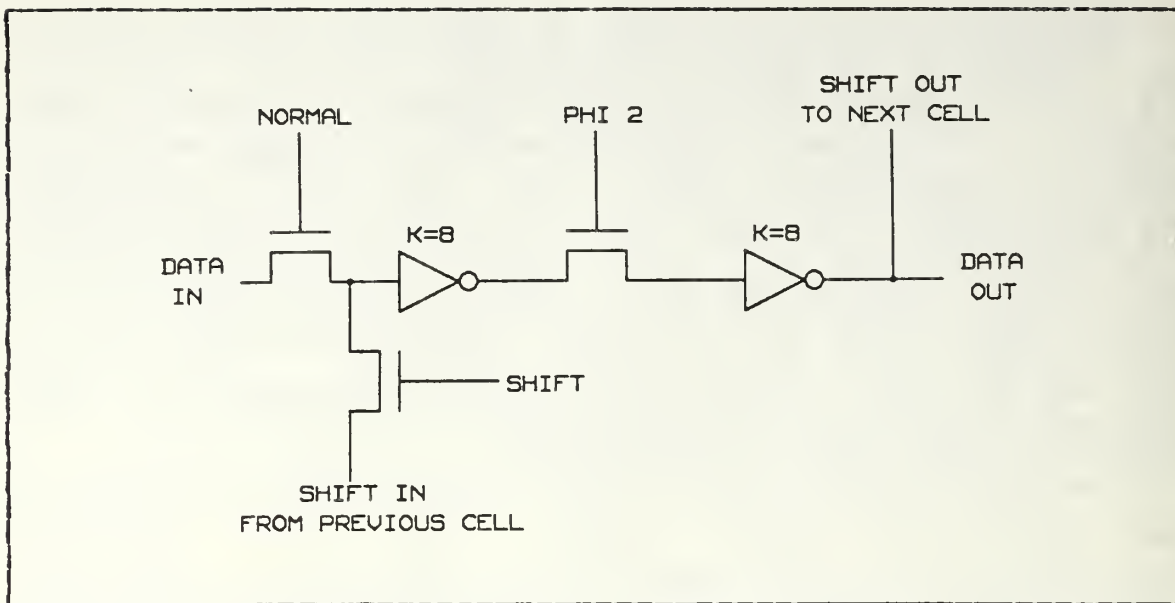 SHIFT OUT
TO NEXT CELL
NORMAL
PHI 2
K=8
K=8
DATA
IN
DATA
OUT
SHIFT
SHIFT IN
FROM PREVIOUS CELL